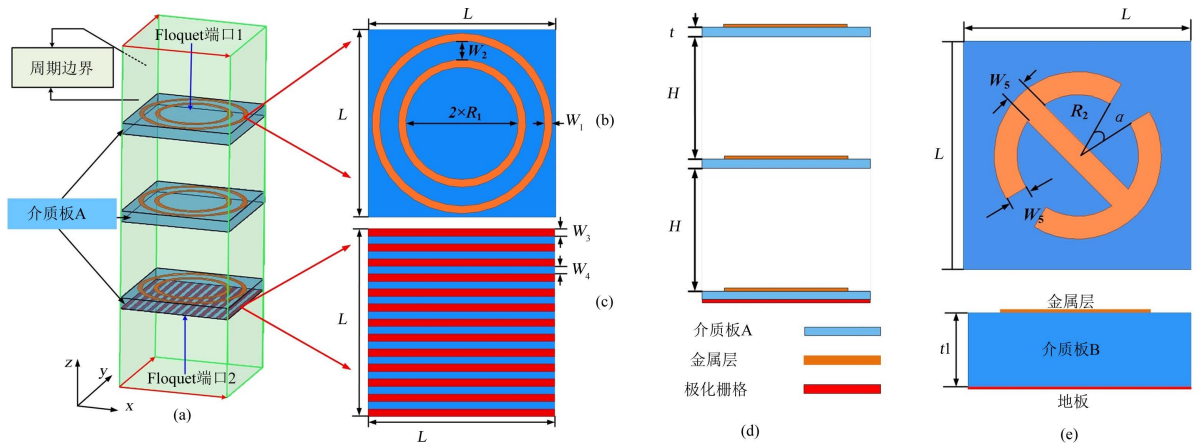 Floquet端口1
周期边界
介质板A
Floquet端口2
z
y
x
(a)
L
L
W2
2×R1
W1
(b)
W3
W4
L
(c)
L
t
H
H
介质板A
金属层
极化栅格
(d)
L
L
W5
R2
α
W5
金属层
t1
介质板B
地板
(e)